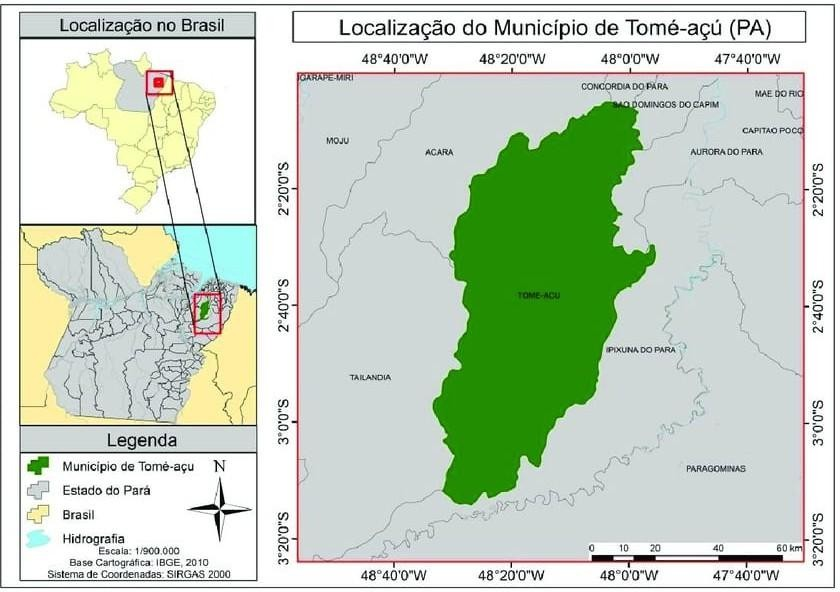 Localização no Brasil
Localização do Município de Tomé-açú (PA)
48°40'0"W 48°20'0"W 48°0'0"W 47°40'0"W
IGARAPE-MIRI
CONCORDIA DO PARA
SAO DOMINGOS DO CAPIM
MAE DO RIO
CAPITAO POCO
MOJU
ACARA
AURORA DO PARA
2°20'0"S 2°20'0"S
TOME-ACU
2°40'0"S 2°40'0"S
IPIXUNA DO PARA
TAILANDIA
3°0'0"S 3°0'0"S
PARAGOMINAS
3°20'0"S 3°20'0"S
0 10 20 40 60 km
48°40'0"W 48°20'0"W 48°0'0"W 47°40'0"W
Legenda
Município de Tomé-açu
N
Estado do Pará
Brasil
Hidrografia
Escala: 1/900.000
Base Cartográfica: IBGE, 2010
Sistema de Coordenadas: SIRGAS 2000